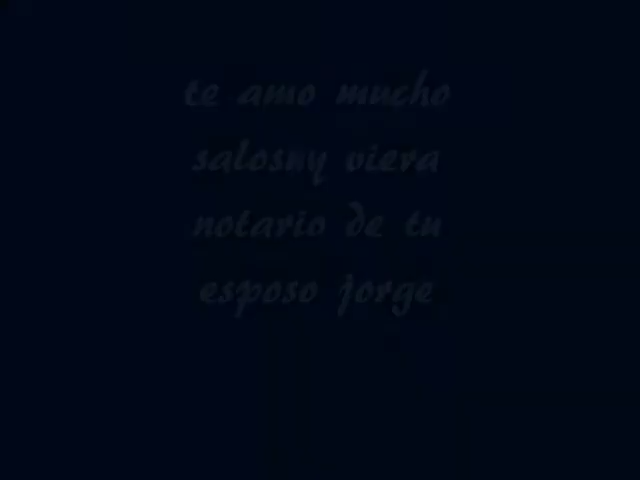 te amo mucho
salosny viera
notario de tu
esposo jorge